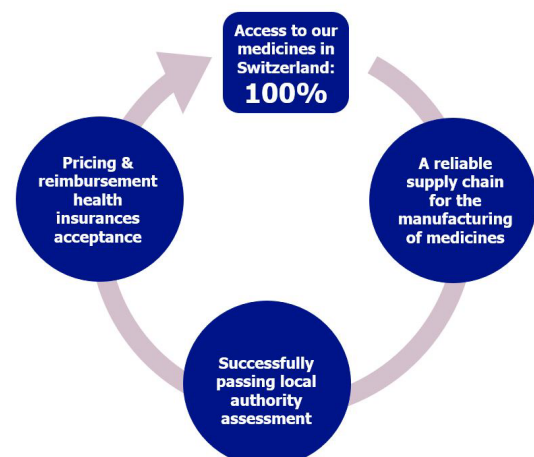 Access to our
medicines in
Switzerland:
100%
A reliable
supply chain
for the
manufacturing
of medicines
Successfully
passing local
authority
assessment
Pricing &
reimbursement
health
insurances
acceptance